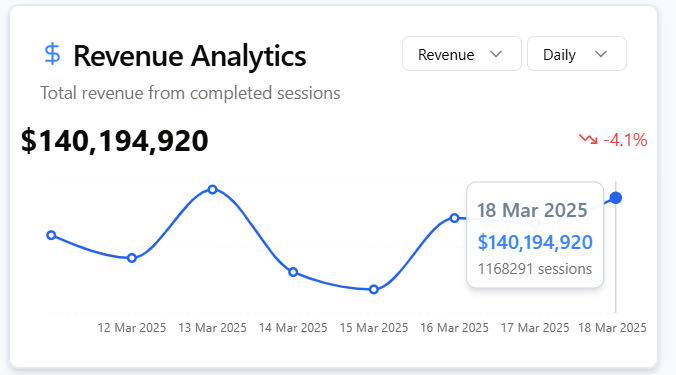 Revenue Analytics
Revenue
Daily
Total revenue from completed sessions
$140,194,920
-4.1%
18 Mar 2025
$140,194,920
1168291 sessions
12 Mar 2025
13 Mar 2025
14 Mar 2025
15 Mar 2025
16 Mar 2025
17 Mar 2025
18 Mar 2025